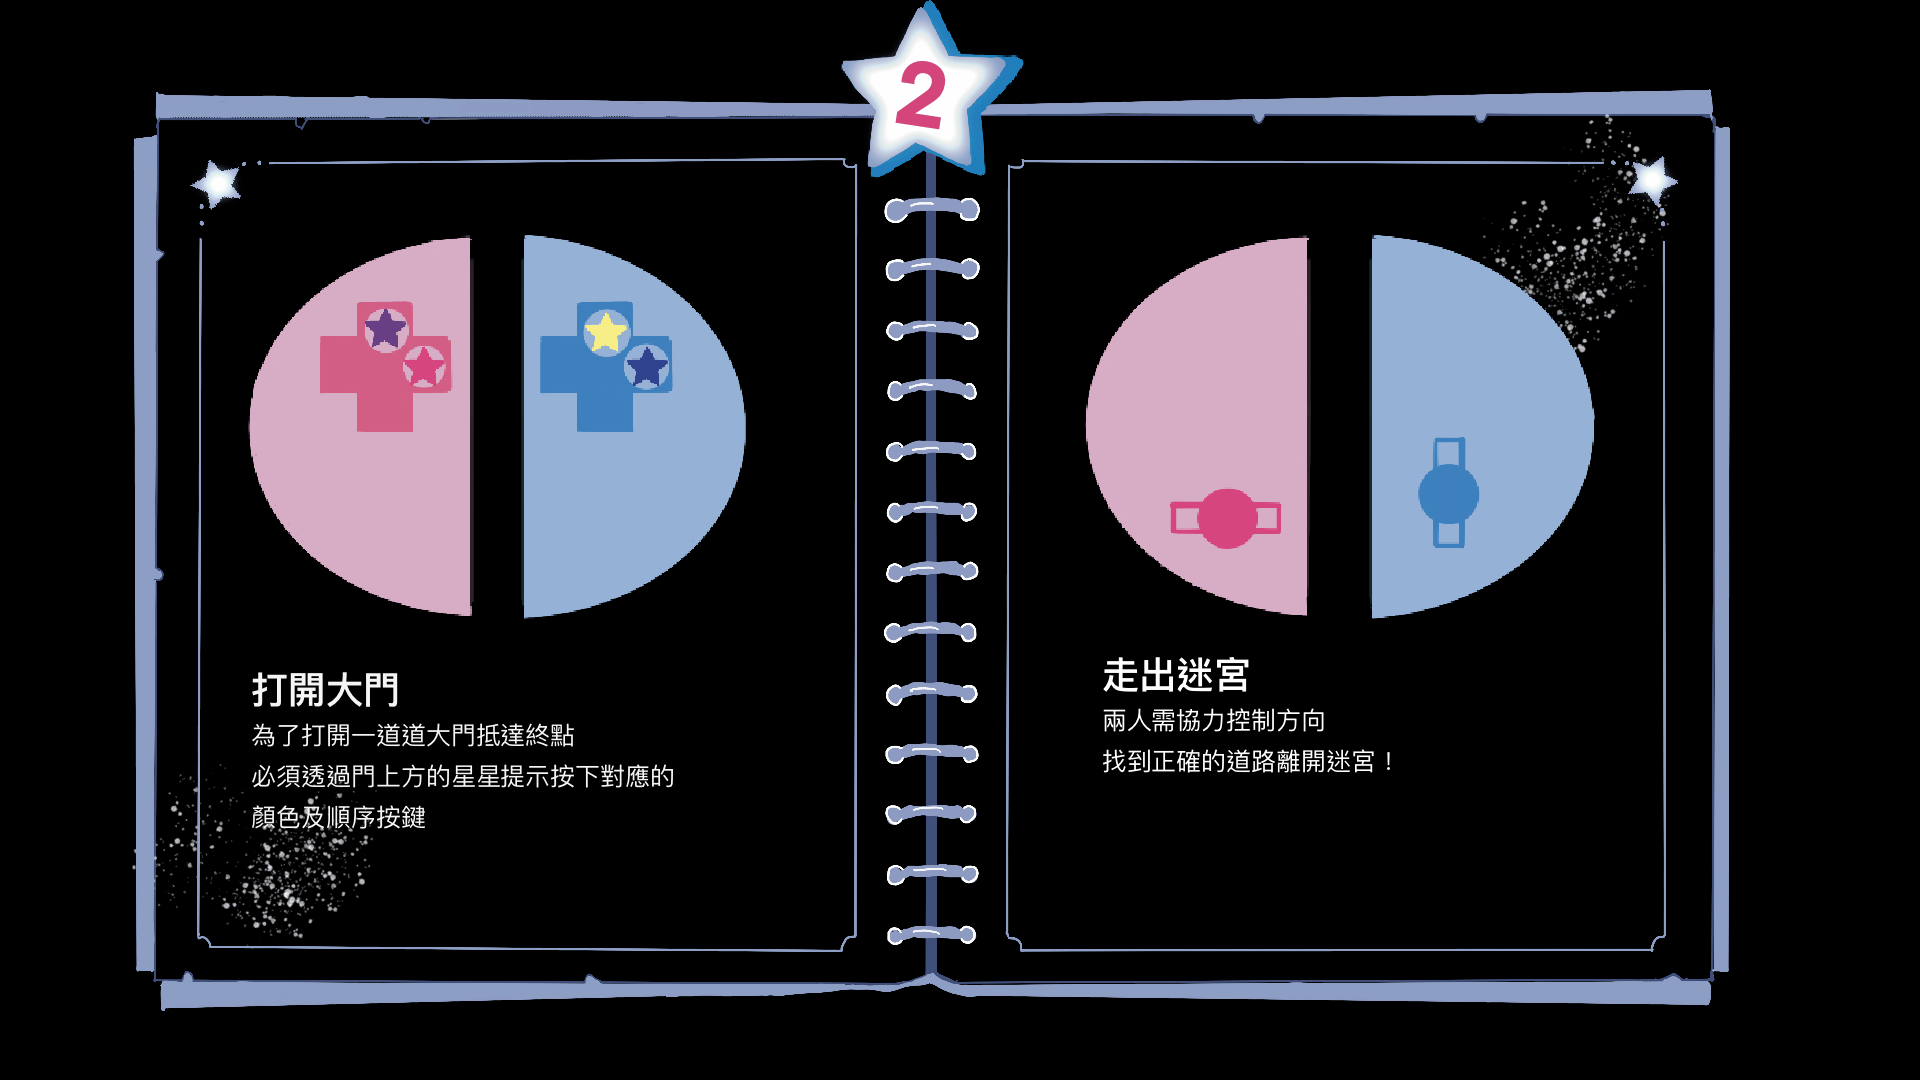 2
打開大門
為了打開一道道大門抵達終點
必須透過門上方的星星提示按下對應的
顏色及順序按鍵
走出迷宮
兩人需協力控制方向
找到正確的道路離開迷宮！